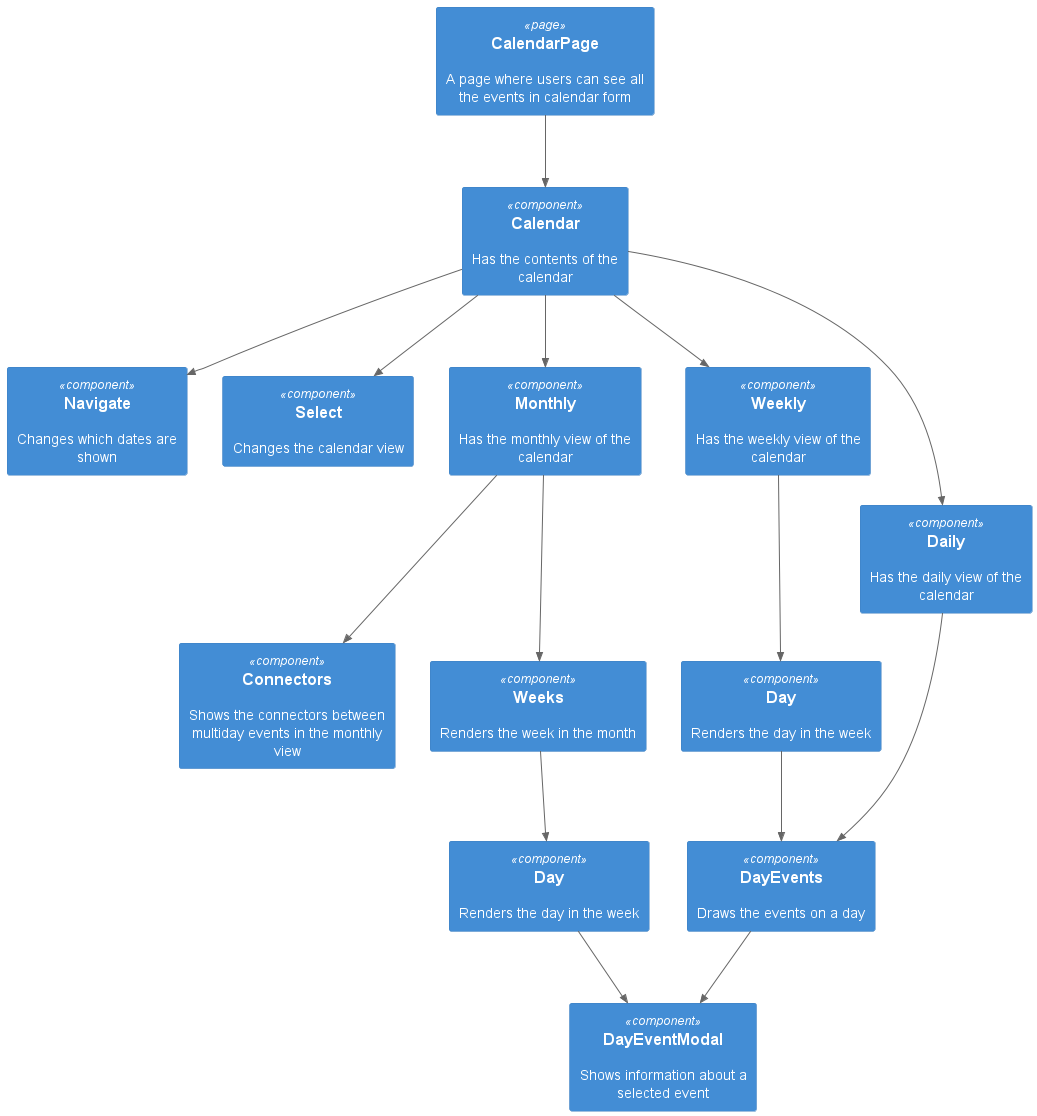 «page»
CalendarPage
A page where users can see all
the events in calendar form
«component»
Calendar
Has the contents of the
calendar
«component»
Navigate
Changes which dates are
shown
«component»
Select
Changes the calendar view
«component»
Monthly
Has the monthly view of the
calendar
«component»
Weekly
Has the weekly view of the
calendar
«component»
Daily
Has the daily view of the
calendar
«component»
Connectors
Shows the connectors between
multiday events in the monthly
view
«component»
Weeks
Renders the week in the month
«component»
Day
Renders the day in the week
«component»
Day
Renders the day in the week
«component»
DayEvents
Draws the events on a day
«component»
DayEventModal
Shows information about a
selected event